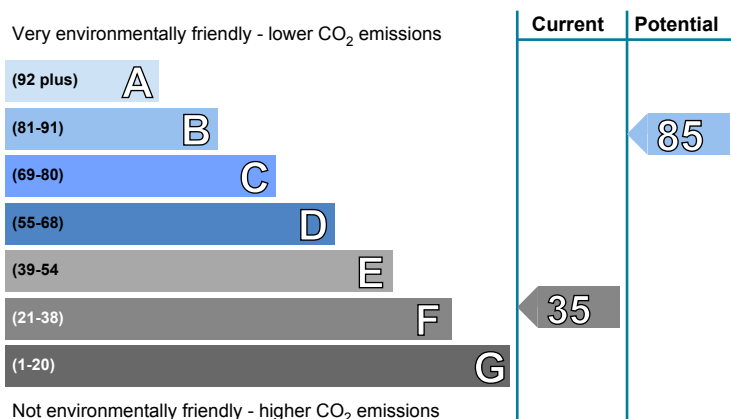 Very environmentally friendly - lower CO2 emissions
Current
Potential
(92 plus) A
(81-91) B
85
(69-80) C
(55-68) D
(39-54 E
(21-38) F
35
(1-20) G
Not environmentally friendly - higher CO2 emissions